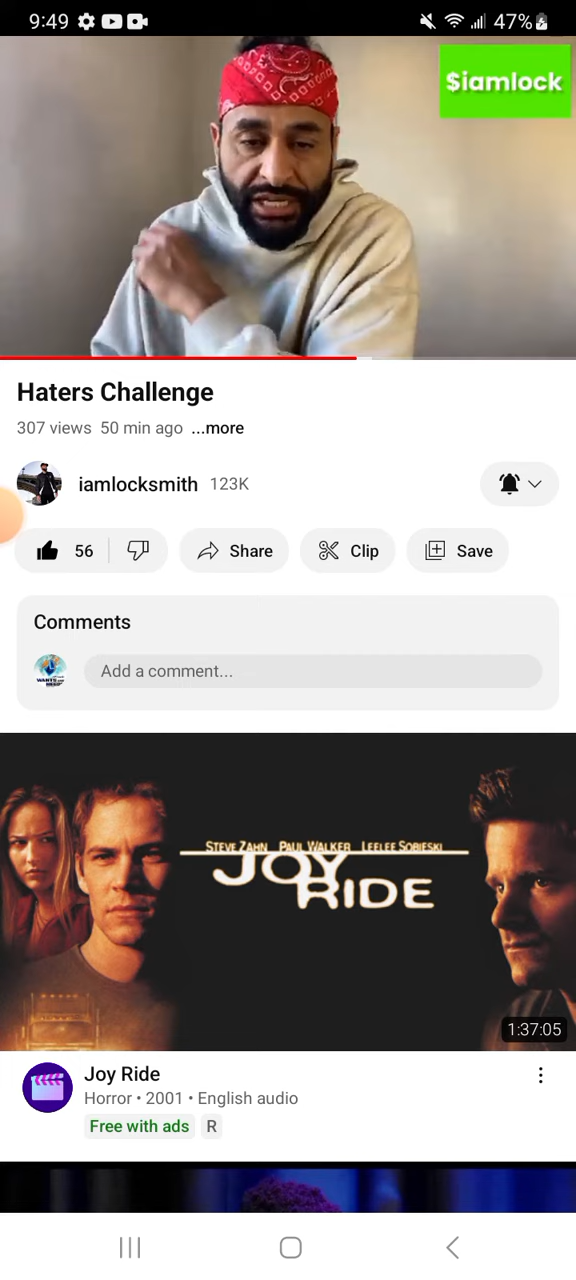 9:49 47%
$iamlock
Haters Challenge
307 views 50 min ago ...more
iamlocksmith 123K
56 Share Clip Save
Comments
Add a comment...
STEVE ZAHN PAUL WALKER LEELEE SOBIESKI
JOY
RIDE
1:37:05
Joy Ride
Horror • 2001 • English audio
Free with ads R